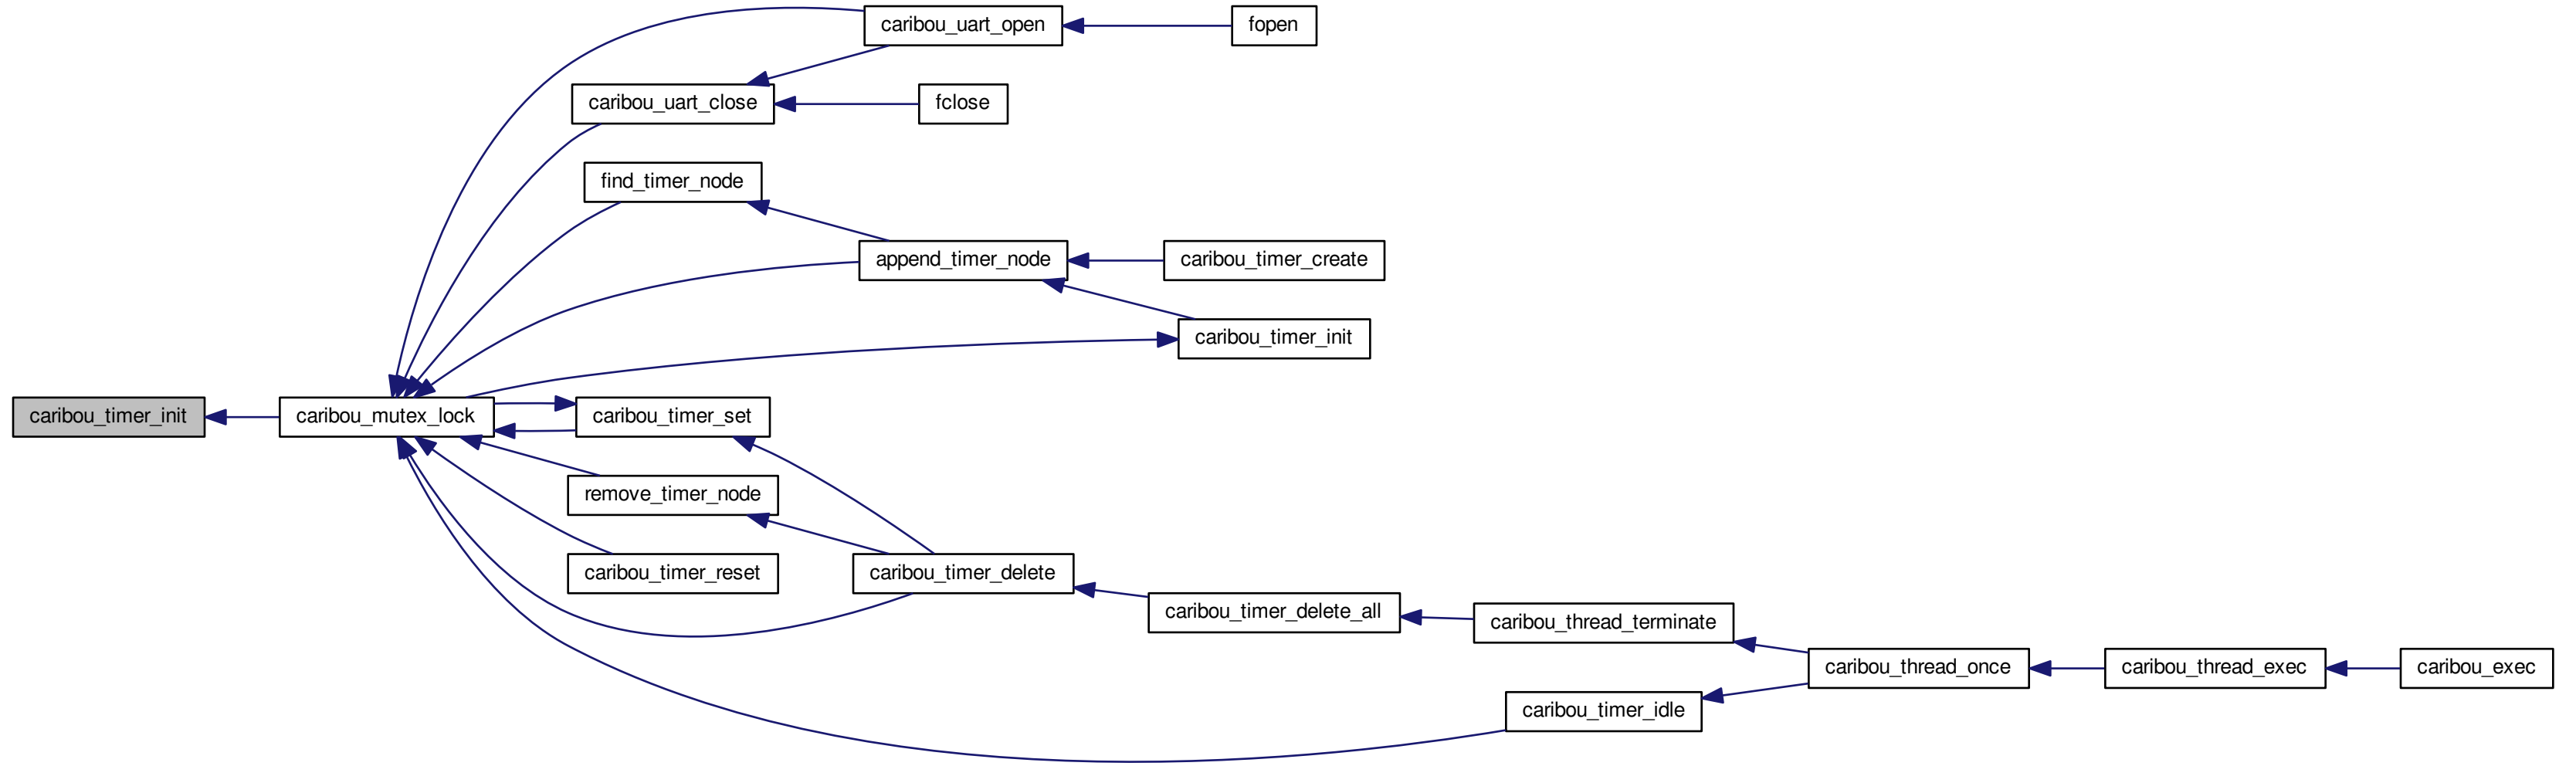 caribou_uart_open
fopen
caribou_uart_close
fclose
find_timer_node
append_timer_node
caribou_timer_create
caribou_timer_init
caribou_timer_init
caribou_mutex_lock
caribou_timer_set
remove_timer_node
caribou_timer_reset
caribou_timer_delete
caribou_timer_delete_all
caribou_thread_terminate
caribou_thread_once
caribou_thread_exec
caribou_exec
caribou_timer_idle